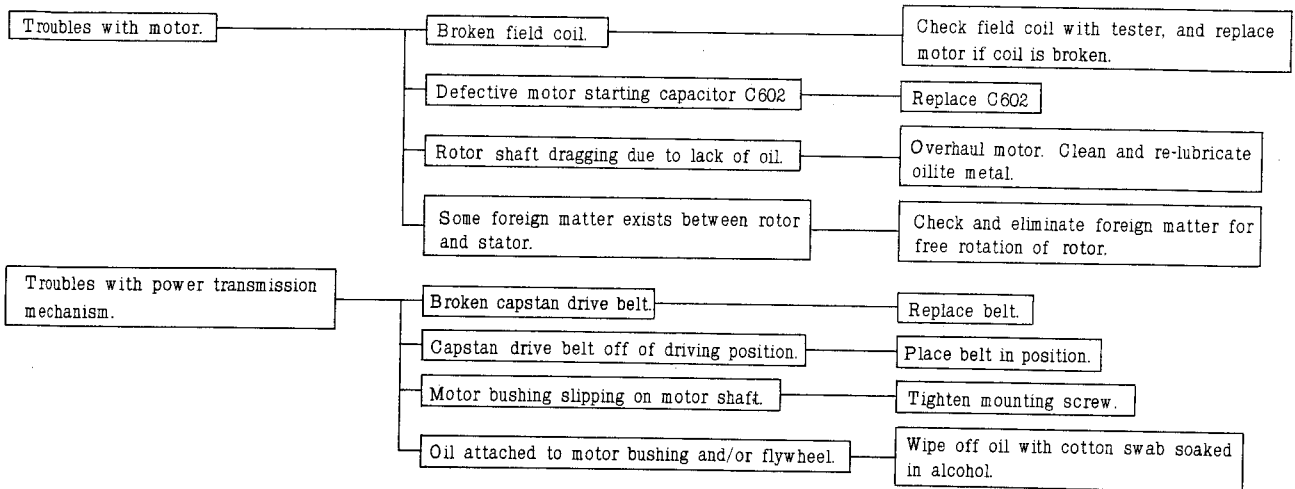 Troubles with motor.
Broken field coil.
Check field coil with tester, and replace
motor if coil is broken.
Defective motor starting capacitor C602
Replace C602
Rotor shaft dragging due to lack of oil.
Overhaul motor. Clean and re-lubricate
oilite metal.
Some foreign matter exists between rotor
and stator.
Check and eliminate foreign matter for
free rotation of rotor.
Troubles with power transmission
mechanism.
Broken capstan drive belt.
Replace belt.
Capstan drive belt off of driving position.
Place belt in position.
Motor bushing slipping on motor shaft.
Tighten mounting screw.
Oil attached to motor bushing and/or flywheel.
Wipe off oil with cotton swab soaked
in alcohol.